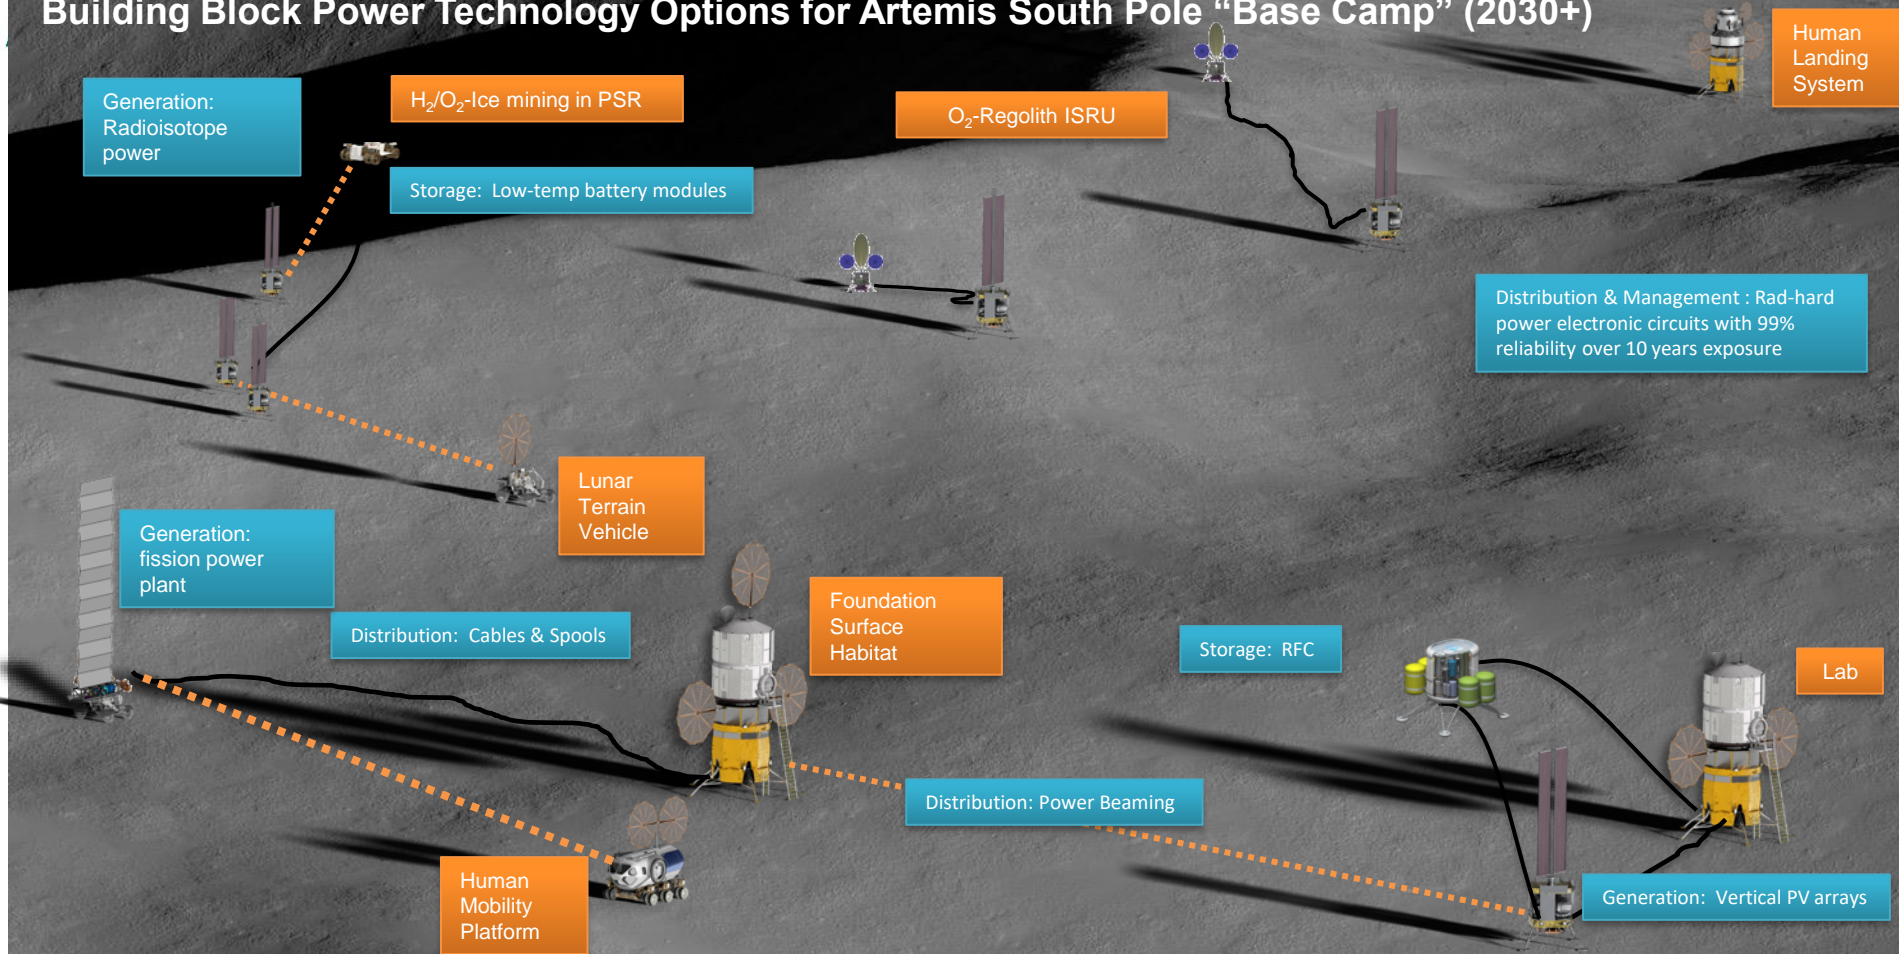 Building Block Power Technology Options for Artemis South Pole “Base Camp” (2030+)
Human
Landing
System
Generation:
Radioisotope
power
H₂/O₂-Ice mining in PSR
O₂-Regolith ISRU
Storage:  Low-temp battery modules
Distribution & Management : Rad-hard
power electronic circuits with 99%
reliability over 10 years exposure
Lunar
Terrain
Vehicle
Generation:
fission power
plant
Distribution:  Cables & Spools
Foundation
Surface
Habitat
Storage:  RFC
Lab
Distribution: Power Beaming
Human
Mobility
Platform
Generation:  Vertical PV arrays